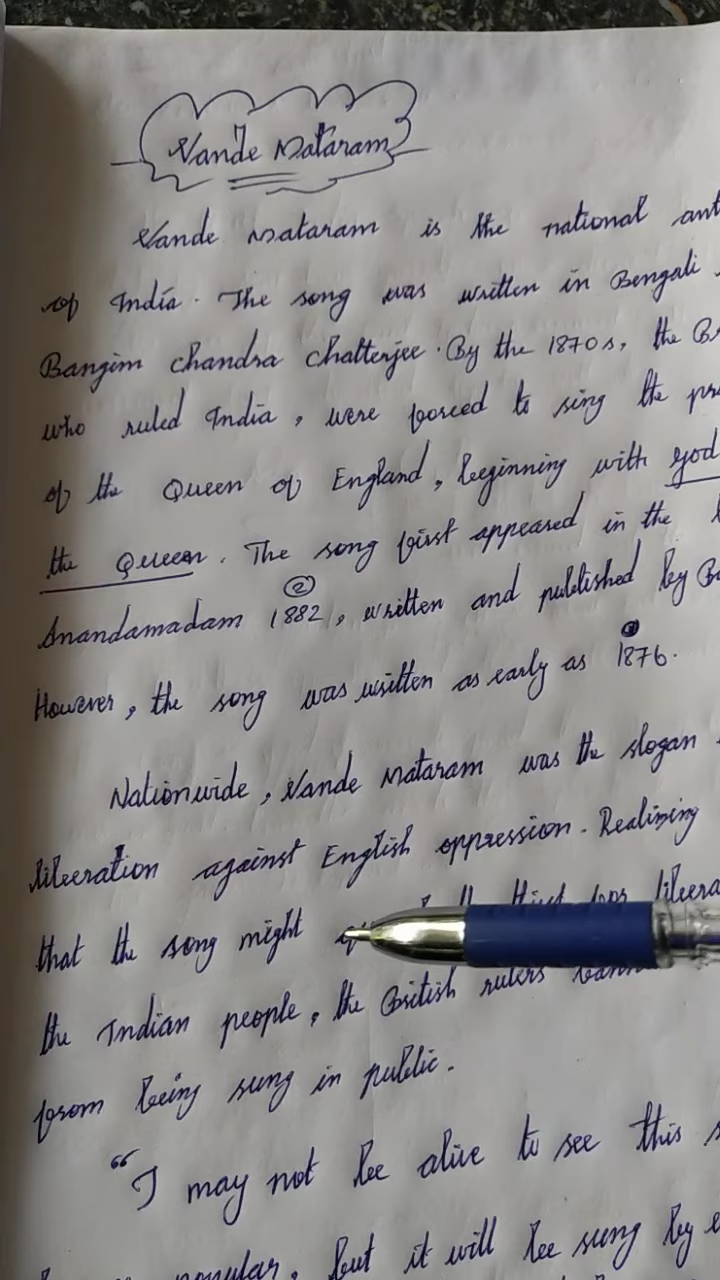 Vande Mataram
Vande Mataram is the national
of India. The song was written in Bengali
Bangim chandra chatterjee. By the 1870s, the
who ruled India, were forced to sing the
of the Queen of England, beginning with god
the Queen. The song first appeared in the
② 
Anandamadam 1882, written and published by
However, the song was written as early as 1876.
Nationwide, Vande Mataram was the slogan
liberation against English oppression. Realizing
that the song might
the Indian people, the British rulers
from being sung in public.
"I may not be alive to see this
but it will be sung by